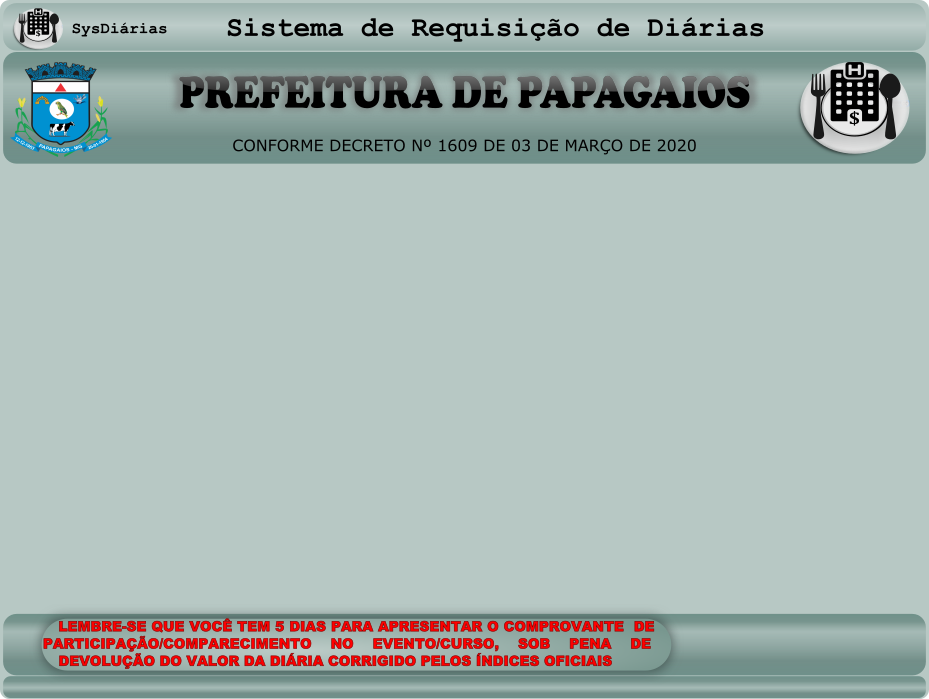 SysDiárias
Sistema de Requisição de Diárias
PREFEITURA DE PAPAGAIOS
CONFORME DECRETO Nº 1609 DE 03 DE MARÇO DE 2020
PAPAGAIOS - MG
H
$
LEMBRE-SE QUE VOCÊ TEM 5 DIAS PARA APRESENTAR O COMPROVANTE DE
PARTICIPAÇÃO/COMPARECIMENTO NO EVENTO/CURSO, SOB PENA DE
DEVOLUÇÃO DO VALOR DA DIÁRIA CORRIGIDO PELOS ÍNDICES OFICIAIS